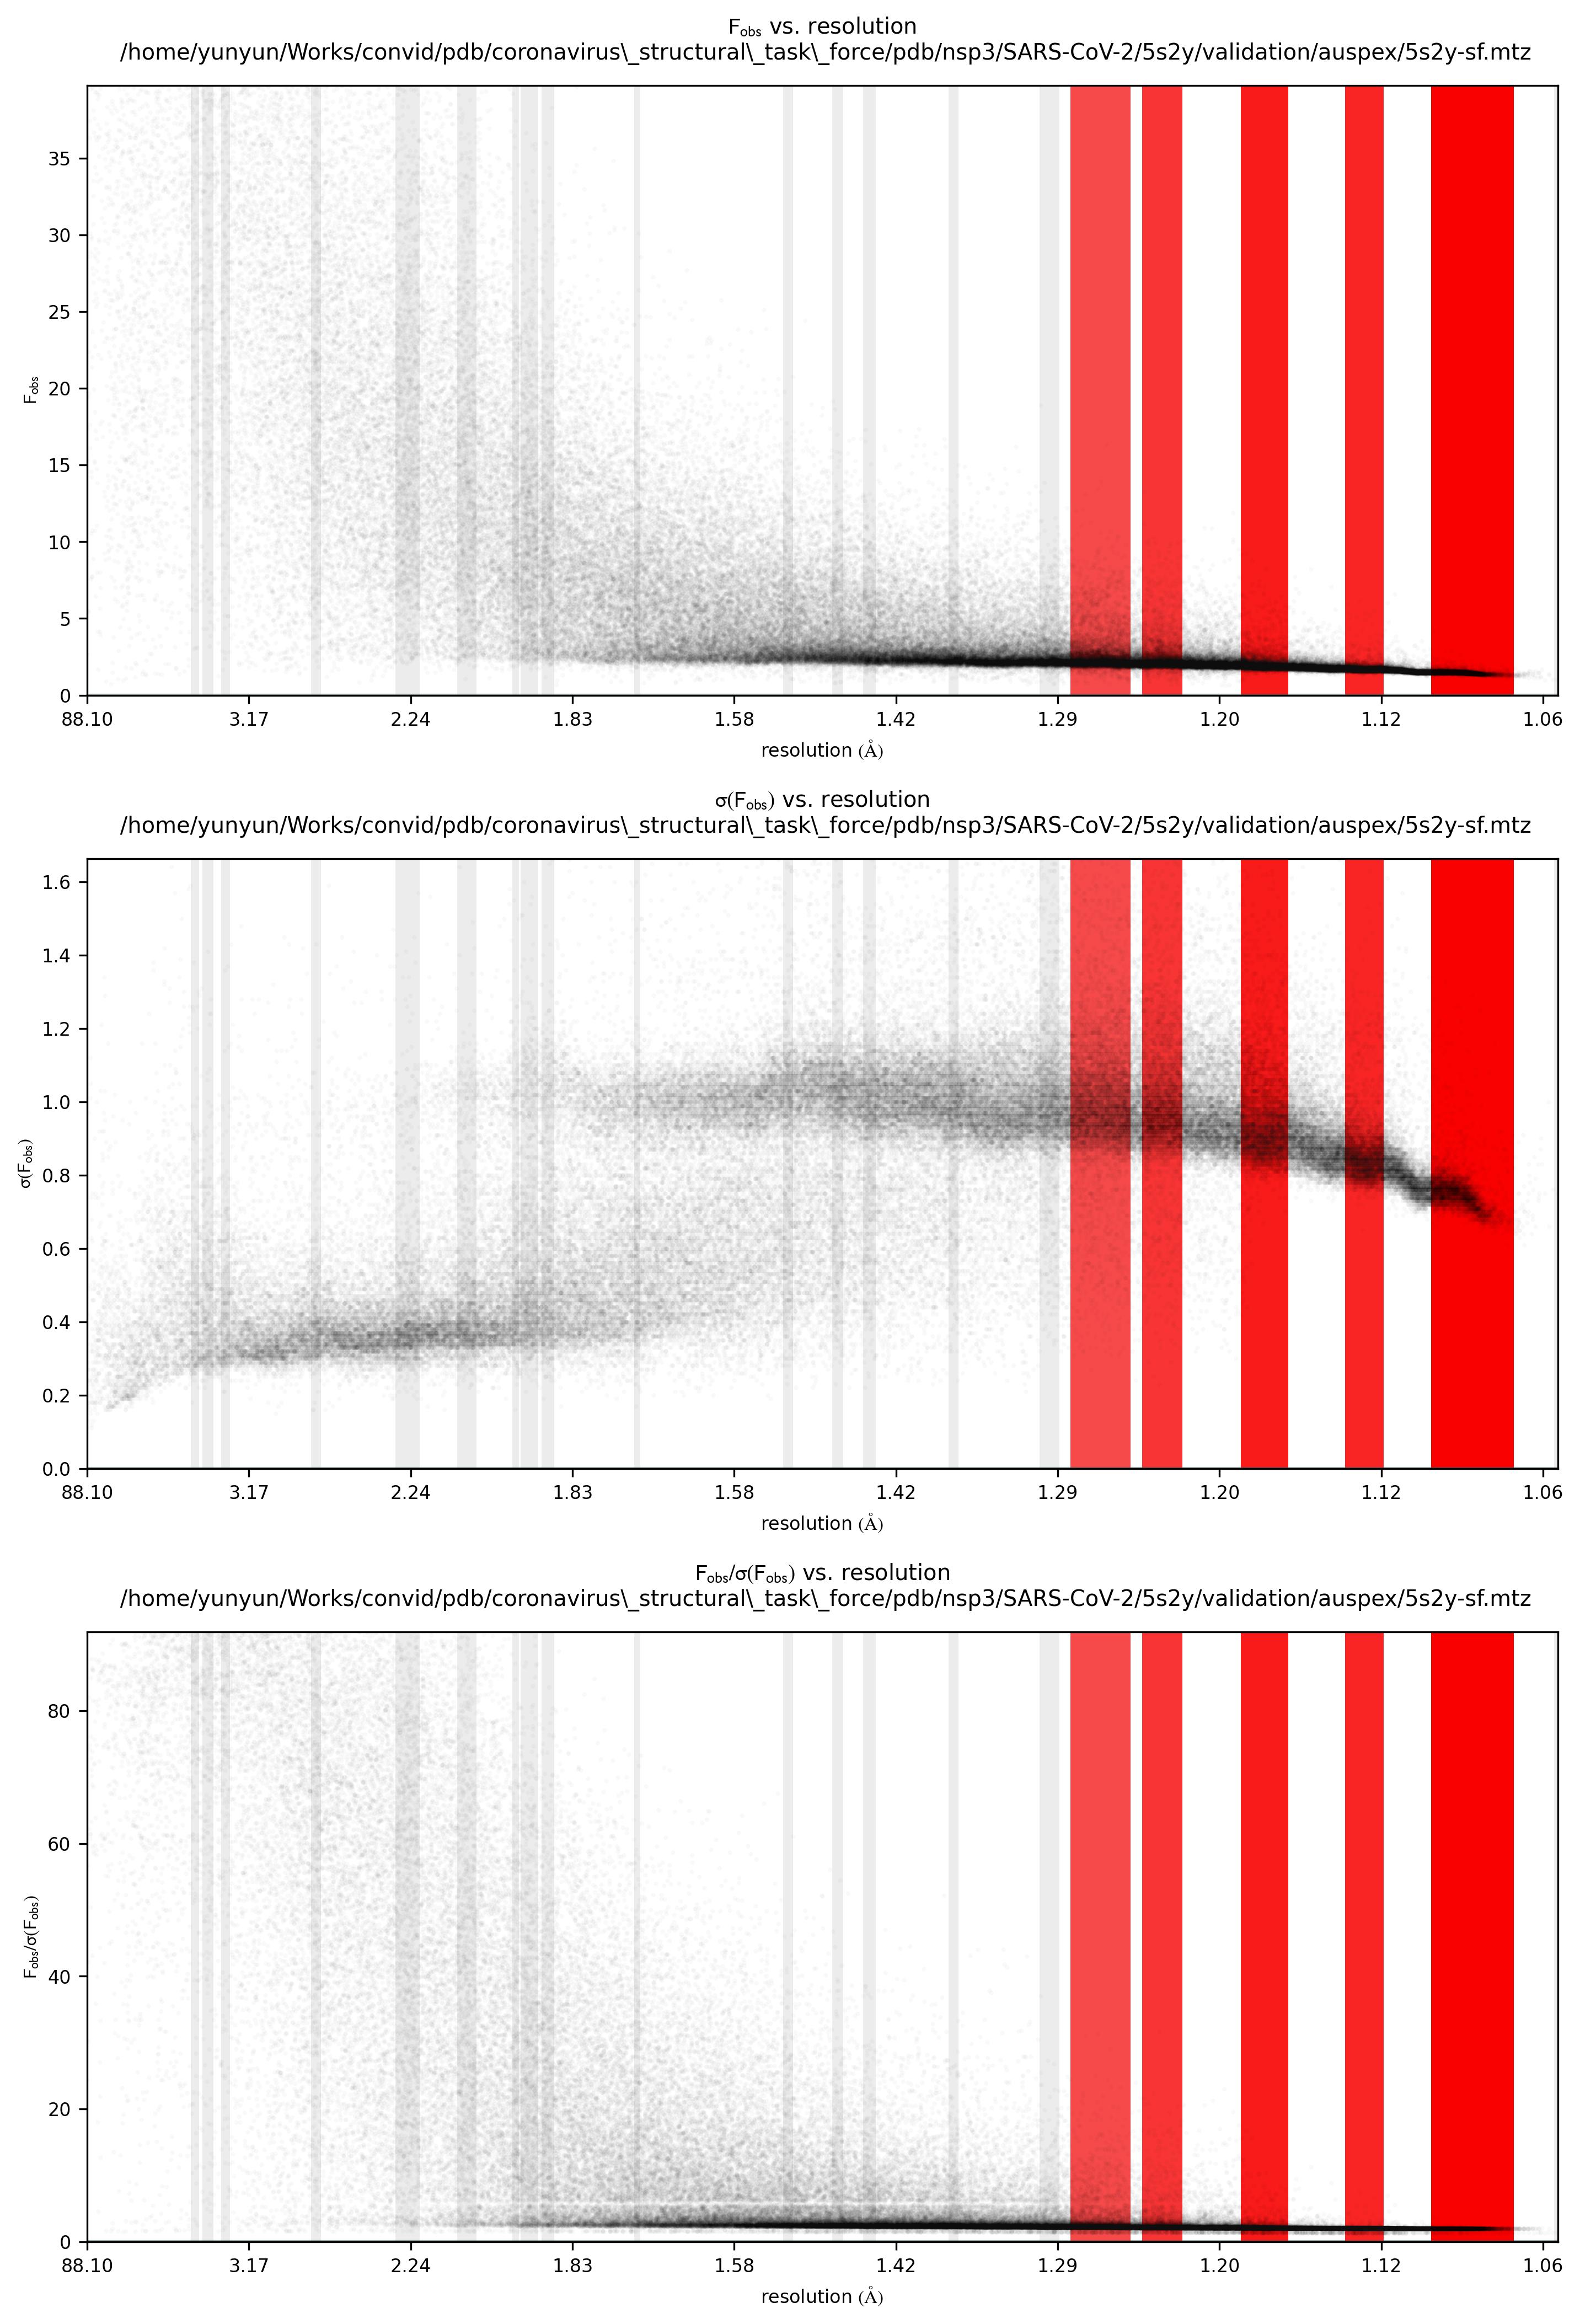 Fobs vs. resolution
/home/yunyun/Works/convid/pdb/coronavirus\_structural\_task\_force/pdb/nsp3/SARS-CoV-2/5s2y/validation/auspex/5s2y-sf.mtz
35
30
25
20
15
10
5
0
Fobs
88.10 3.17 2.24 1.83 1.58 1.42 1.29 1.20 1.12 1.06
resolution (Å)
σ(Fobs) vs. resolution
/home/yunyun/Works/convid/pdb/coronavirus\_structural\_task\_force/pdb/nsp3/SARS-CoV-2/5s2y/validation/auspex/5s2y-sf.mtz
1.6
1.4
1.2
1.0
0.8
0.6
0.4
0.2
0.0
σ(Fobs)
88.10 3.17 2.24 1.83 1.58 1.42 1.29 1.20 1.12 1.06
resolution (Å)
Fobs/σ(Fobs) vs. resolution
/home/yunyun/Works/convid/pdb/coronavirus\_structural\_task\_force/pdb/nsp3/SARS-CoV-2/5s2y/validation/auspex/5s2y-sf.mtz
80
60
40
20
0
Fobs/σ(Fobs)
88.10 3.17 2.24 1.83 1.58 1.42 1.29 1.20 1.12 1.06
resolution (Å)